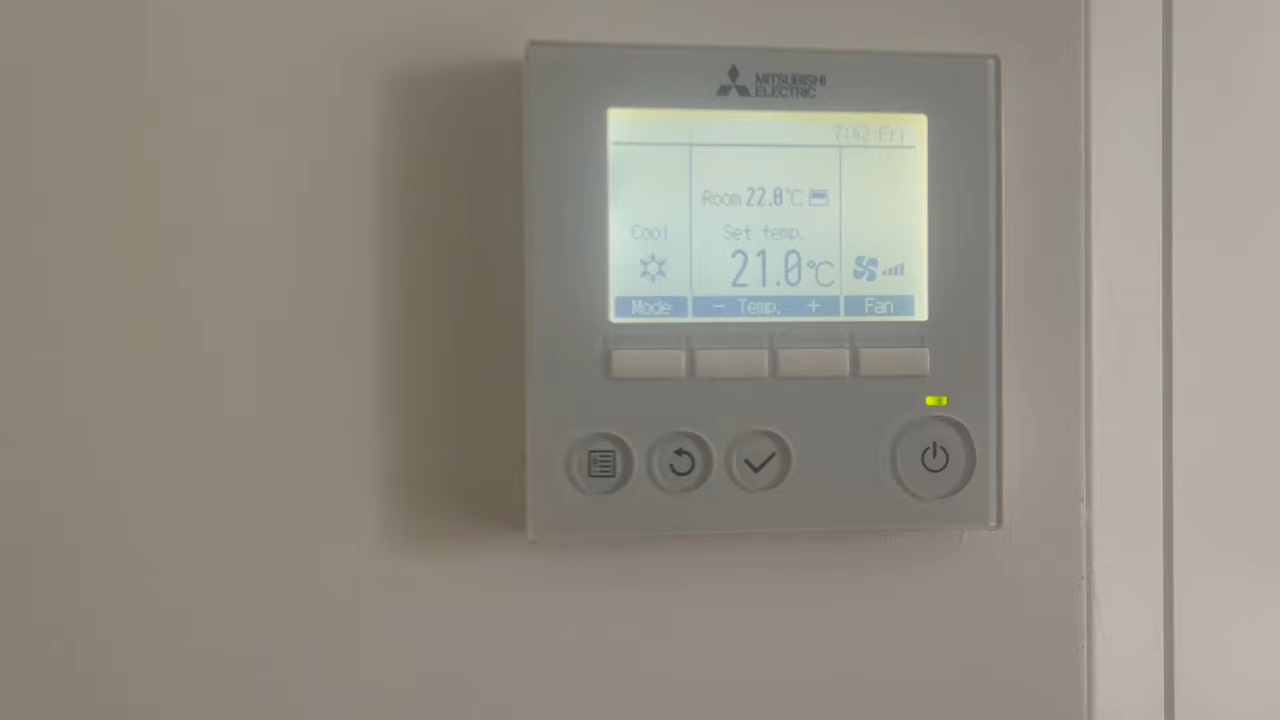 MITSUBISHI
ELECTRIC
7:42 Fri
Room 22.0°C
Cool
Set temp.
21.0°C
Mode
− Temp. +
Fan